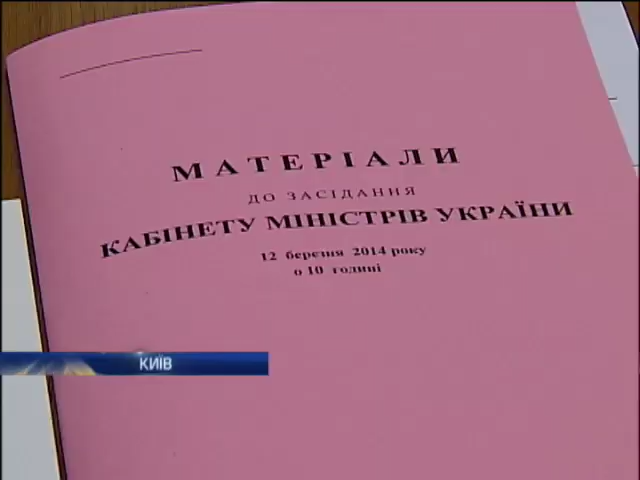 МАТЕРІАЛИ
ДО ЗАСІДАННЯ
КАБІНЕТУ МІНІСТРІВ УКРАЇНИ
12 березня 2014 року
о 10 годині
КИЇВ